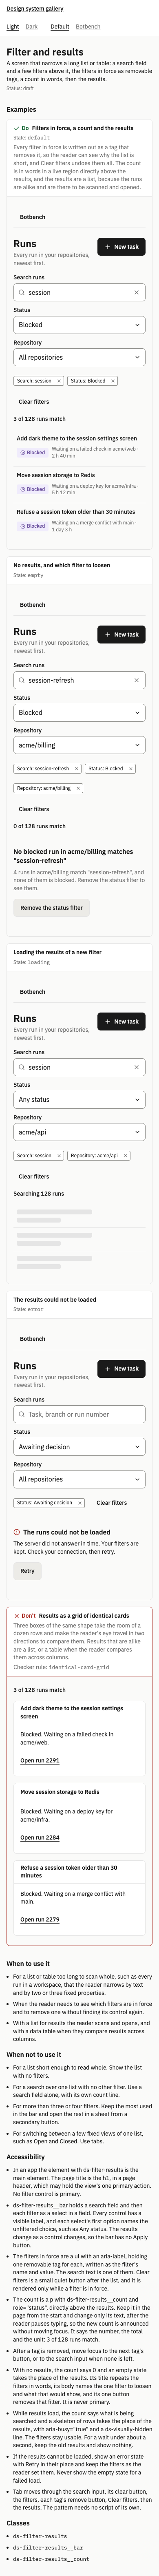 Design system gallery
Light Dark Default Botbench
Filter and results
A screen that narrows a long list or table: a search field and a few filters above it, the filters in force as removable tags, a count in words, then the results.
Status: draft
Examples
Do Filters in force, a count and the results
State: default
Every filter in force is written out as a tag that removes it, so the reader can see why the list is short, and Clear filters undoes them all. The count is in words in a live region directly above the results, and the results are a list, because the runs are alike and are there to be scanned and opened.
Botbench
Runs
Every run in your repositories, newest first.
New task
Search runs
session
Status
Blocked
Repository
All repositories
Search: session Status: Blocked
Clear filters
3 of 128 runs match
Add dark theme to the session settings screen
Blocked Waiting on a failed check in acme/web · 2 h 40 min
Move session storage to Redis
Blocked Waiting on a deploy key for acme/infra · 5 h 12 min
Refuse a session token older than 30 minutes
Blocked Waiting on a merge conflict with main · 1 day 3 h
No results, and which filter to loosen
State: empty
Botbench
Runs
Every run in your repositories, newest first.
New task
Search runs
session-refresh
Status
Blocked
Repository
acme/billing
Search: session-refresh Status: Blocked
Repository: acme/billing
Clear filters
0 of 128 runs match
No blocked run in acme/billing matches "session-refresh"
4 runs in acme/billing match "session-refresh", and none of them is blocked. Remove the status filter to see them.
Remove the status filter
Loading the results of a new filter
State: loading
Botbench
Runs
Every run in your repositories, newest first.
New task
Search runs
session
Status
Any status
Repository
acme/api
Search: session Repository: acme/api
Clear filters
Searching 128 runs
The results could not be loaded
State: error
Botbench
Runs
Every run in your repositories, newest first.
New task
Search runs
Task, branch or run number
Status
Awaiting decision
Repository
All repositories
Status: Awaiting decision Clear filters
The runs could not be loaded
The server did not answer in time. Your filters are kept. Check your connection, then retry.
Retry
Don't Results as a grid of identical cards
Three boxes of the same shape take the room of a dozen rows and make the reader's eye travel in two directions to compare them. Results that are alike are a list, or a table when the reader compares them across columns.
Checker rule: identical-card-grid
3 of 128 runs match
Add dark theme to the session settings screen
Blocked. Waiting on a failed check in acme/web.
Open run 2291
Move session storage to Redis
Blocked. Waiting on a deploy key for acme/infra.
Open run 2284
Refuse a session token older than 30 minutes
Blocked. Waiting on a merge conflict with main.
Open run 2279
When to use it
For a list or table too long to scan whole, such as every run in a workspace, that the reader narrows by text and by two or three fixed properties.
When the reader needs to see which filters are in force and to remove one without finding its control again.
With a list for results the reader scans and opens, and with a data table when they compare results across columns.
When not to use it
For a list short enough to read whole. Show the list with no filters.
For a search over one list with no other filter. Use a search field alone, with its own count line.
For more than three or four filters. Keep the most used in the bar and open the rest in a sheet from a secondary button.
For switching between a few fixed views of one list, such as Open and Closed. Use tabs.
Accessibility
In an app the element with ds-filter-results is the main element. The page title is the h1, in a page header, which may hold the view's one primary action. No filter control is primary.
ds-filter-results__bar holds a search field and then each filter as a select in a field. Every control has a visible label, and each select's first option names the unfiltered choice, such as Any status. The results change as a control changes, so the bar has no Apply button.
The filters in force are a ul with an aria-label, holding one removable tag for each, written as the filter's name and value. The search text is one of them. Clear filters is a small quiet button after the list, and it is rendered only while a filter is in force.
The count is a p with ds-filter-results__count and role="status", directly above the results. Keep it in the page from the start and change only its text, after the reader pauses typing, so the new count is announced without moving focus. It says the number, the total and the unit: 3 of 128 runs match.
After a tag is removed, move focus to the next tag's button, or to the search input when none is left.
With no results, the count says 0 and an empty state takes the place of the results. Its title repeats the filters in words, its body names the one filter to loosen and what that would show, and its one button removes that filter. It is never primary.
While results load, the count says what is being searched and a skeleton of rows takes the place of the results, with aria-busy="true" and a ds-visually-hidden line. The filters stay usable. For a wait under about a second, keep the old results and show nothing.
If the results cannot be loaded, show an error state with Retry in their place and keep the filters as the reader set them. Never show the empty state for a failed load.
Tab moves through the search input, its clear button, the filters, each tag's remove button, Clear filters, then the results. The pattern needs no script of its own.
Classes
ds-filter-results
ds-filter-results__bar
ds-filter-results__count